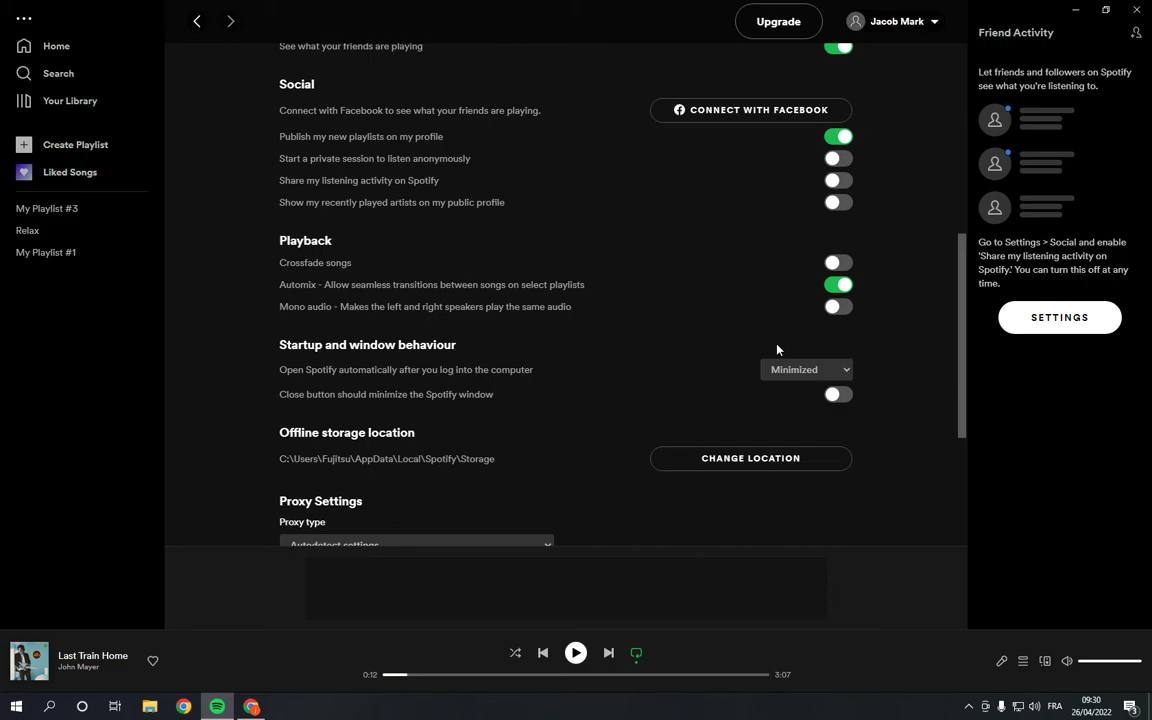 Home
Search
Your Library
Create Playlist
Liked Songs
My Playlist #3
Relax
My Playlist #1
Upgrade
Jacob Mark
See what your friends are playing
Social
Connect with Facebook to see what your friends are playing.
CONNECT WITH FACEBOOK
Publish my new playlists on my profile
Start a private session to listen anonymously
Share my listening activity on Spotify
Show my recently played artists on my public profile
Playback
Crossfade songs
Automix - Allow seamless transitions between songs on select playlists
Mono audio - Makes the left and right speakers play the same audio
Startup and window behaviour
Open Spotify automatically after you log into the computer
Minimized
Close button should minimize the Spotify window
Offline storage location
C:\Users\Fujitsu\AppData\Local\Spotify\Storage
CHANGE LOCATION
Proxy Settings
Proxy type
Autodetect settings
Friend Activity
Let friends and followers on Spotify
see what you're listening to.
Go to Settings > Social and enable
'Share my listening activity on
Spotify.' You can turn this off at any
time.
SETTINGS
Last Train Home
John Mayer
0:12
3:07
FRA
09:30
26/04/2022
3